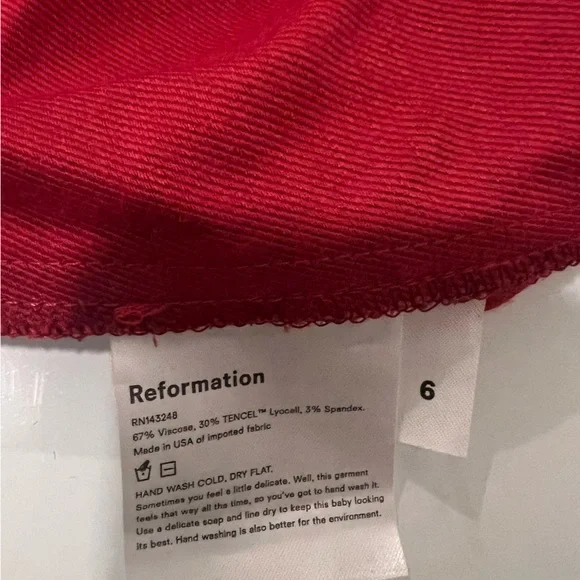 Reformation
6
RN143248
67% Viscose, 30% TENCEL™ Lyocell, 3% Spandex.
Made in USA of imported fabric
HAND WASH COLD, DRY FLAT.
Sometimes you feel a little delicate. Well, this garment
feels that way all the time, so you've got to hand wash it.
Use a delicate soap and line dry to keep this baby looking
its best. Hand washing is also better for the environment.